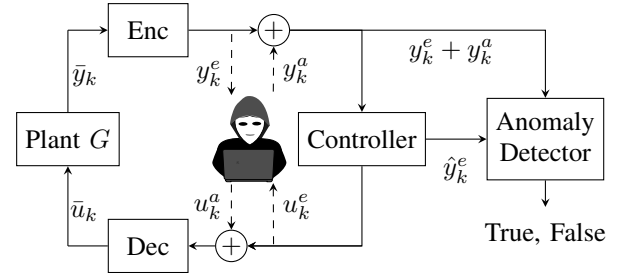 Enc
+
y_k^e + y_k^a
ȳ_k
y_k^e
y_k^a
Plant G
Controller
Anomaly
Detector
ŷ_k^e
ū_k
u_k^a
u_k^e
True, False
Dec
+